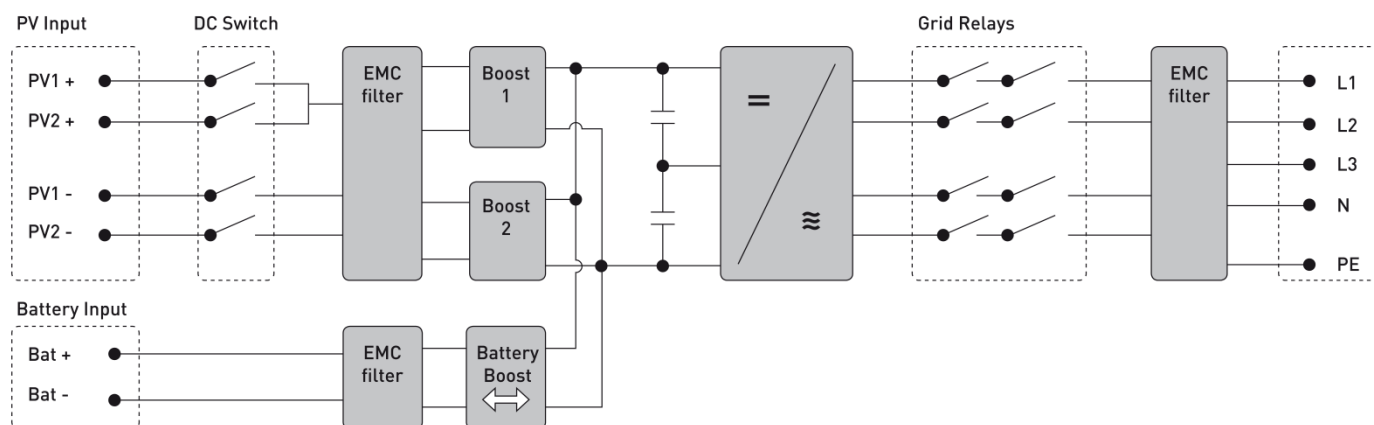 PV Input
DC Switch
Grid Relays
PV1 +
PV2 +
PV1 -
PV2 -
EMC
filter
Boost
1
Boost
2
=
≋
EMC
filter
L1
L2
L3
N
PE
Battery Input
Bat +
Bat -
EMC
filter
Battery
Boost